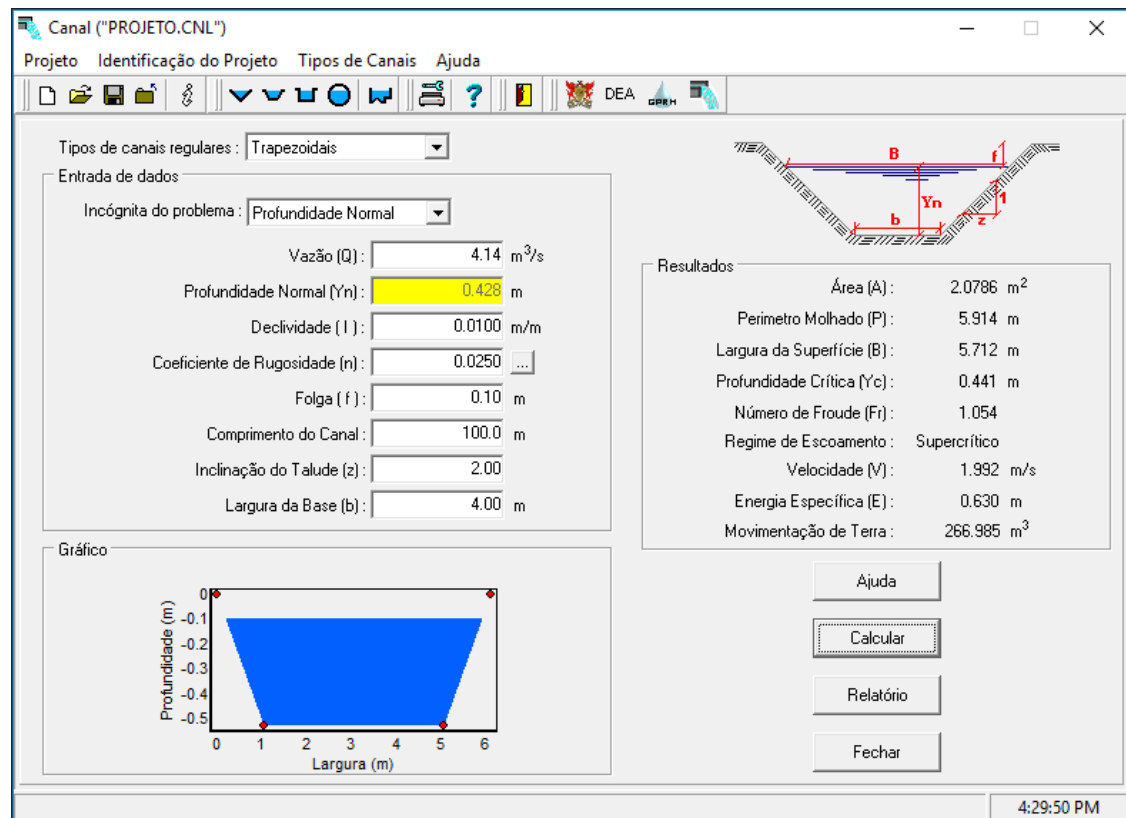 Canal ("PROJETO.CNL")
Projeto Identificação do Projeto Tipos de Canais Ajuda
DEA
GPRH
Tipos de canais regulares : Trapezoidais
Entrada de dados
Incógnita do problema : Profundidade Normal
Vazão (Q) : 4.14 m³/s
Profundidade Normal (Yn) : 0.428 m
Declividade ( I ) : 0.0100 m/m
Coeficiente de Rugosidade (n) : 0.0250 ...
Folga ( f ) : 0.10 m
Comprimento do Canal : 100.0 m
Inclinação do Talude (z) : 2.00
Largura da Base (b) : 4.00 m
B
f
Yn
1
b
z
Resultados
Área (A) : 2.0786 m²
Perimetro Molhado (P) : 5.914 m
Largura da Superfície (B) : 5.712 m
Profundidade Crítica (Yc) : 0.441 m
Número de Froude (Fr) : 1.054
Regime de Escoamento : Supercrítico
Velocidade (V) : 1.992 m/s
Energia Específica (E) : 0.630 m
Movimentação de Terra : 266.985 m³
Gráfico
Profundidade (m)
0
-0.1
-0.2
-0.3
-0.4
-0.5
0 1 2 3 4 5 6
Largura (m)
Ajuda
Calcular
Relatório
Fechar
4:29:50 PM